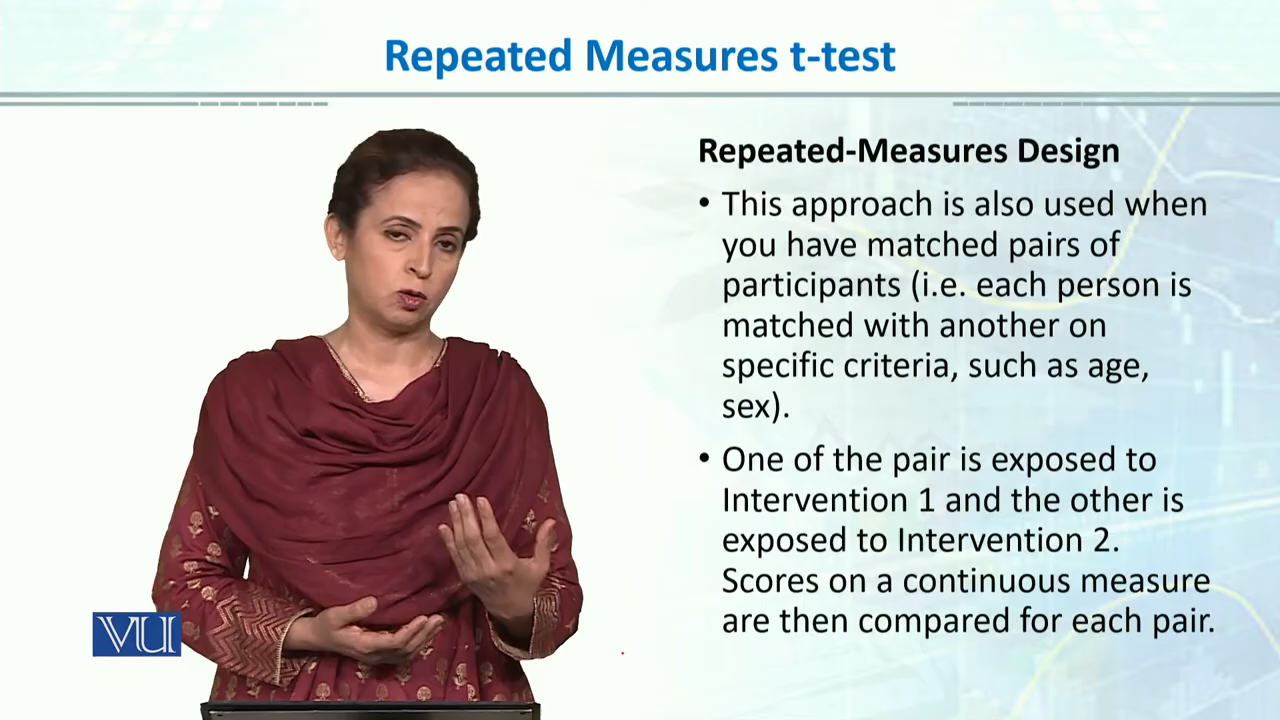 Repeated Measures t-test
Repeated-Measures Design
• This approach is also used when
you have matched pairs of
participants (i.e. each person is
matched with another on
specific criteria, such as age,
sex).
• One of the pair is exposed to
Intervention 1 and the other is
exposed to Intervention 2.
Scores on a continuous measure
are then compared for each pair.
VU